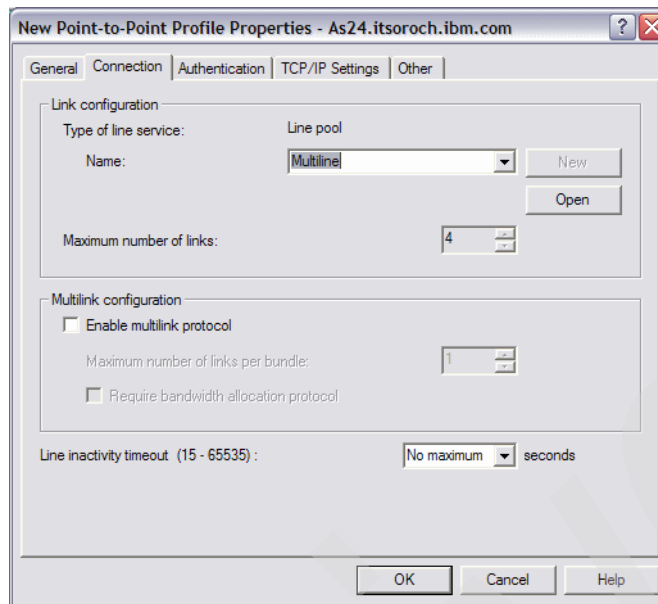 New Point-to-Point Profile Properties - As24.itsoroch.ibm.com
General Connection Authentication TCP/IP Settings Other
Link configuration
Type of line service: Line pool
Name: Multiline New
Open
Maximum number of links: 4
Multilink configuration
Enable multilink protocol
Maximum number of links per bundle: 1
Require bandwidth allocation protocol
Line inactivity timeout (15 - 65535) : No maximum seconds
OK Cancel Help